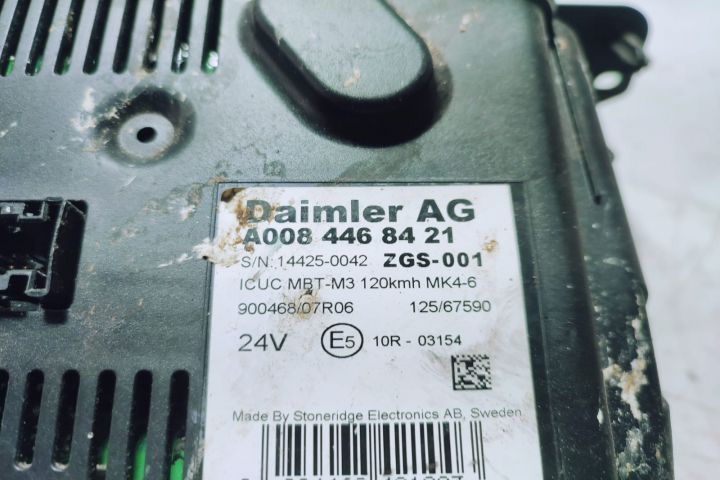 Daimler AG
A008 446 84 21
S/N: 14425-0042 ZGS-001
ICUC MBT-M3 120kmh MK4-6
900468/07R06 125/67590
24V E5 10R - 03154
Made By Stoneridge Electronics AB, Sweden